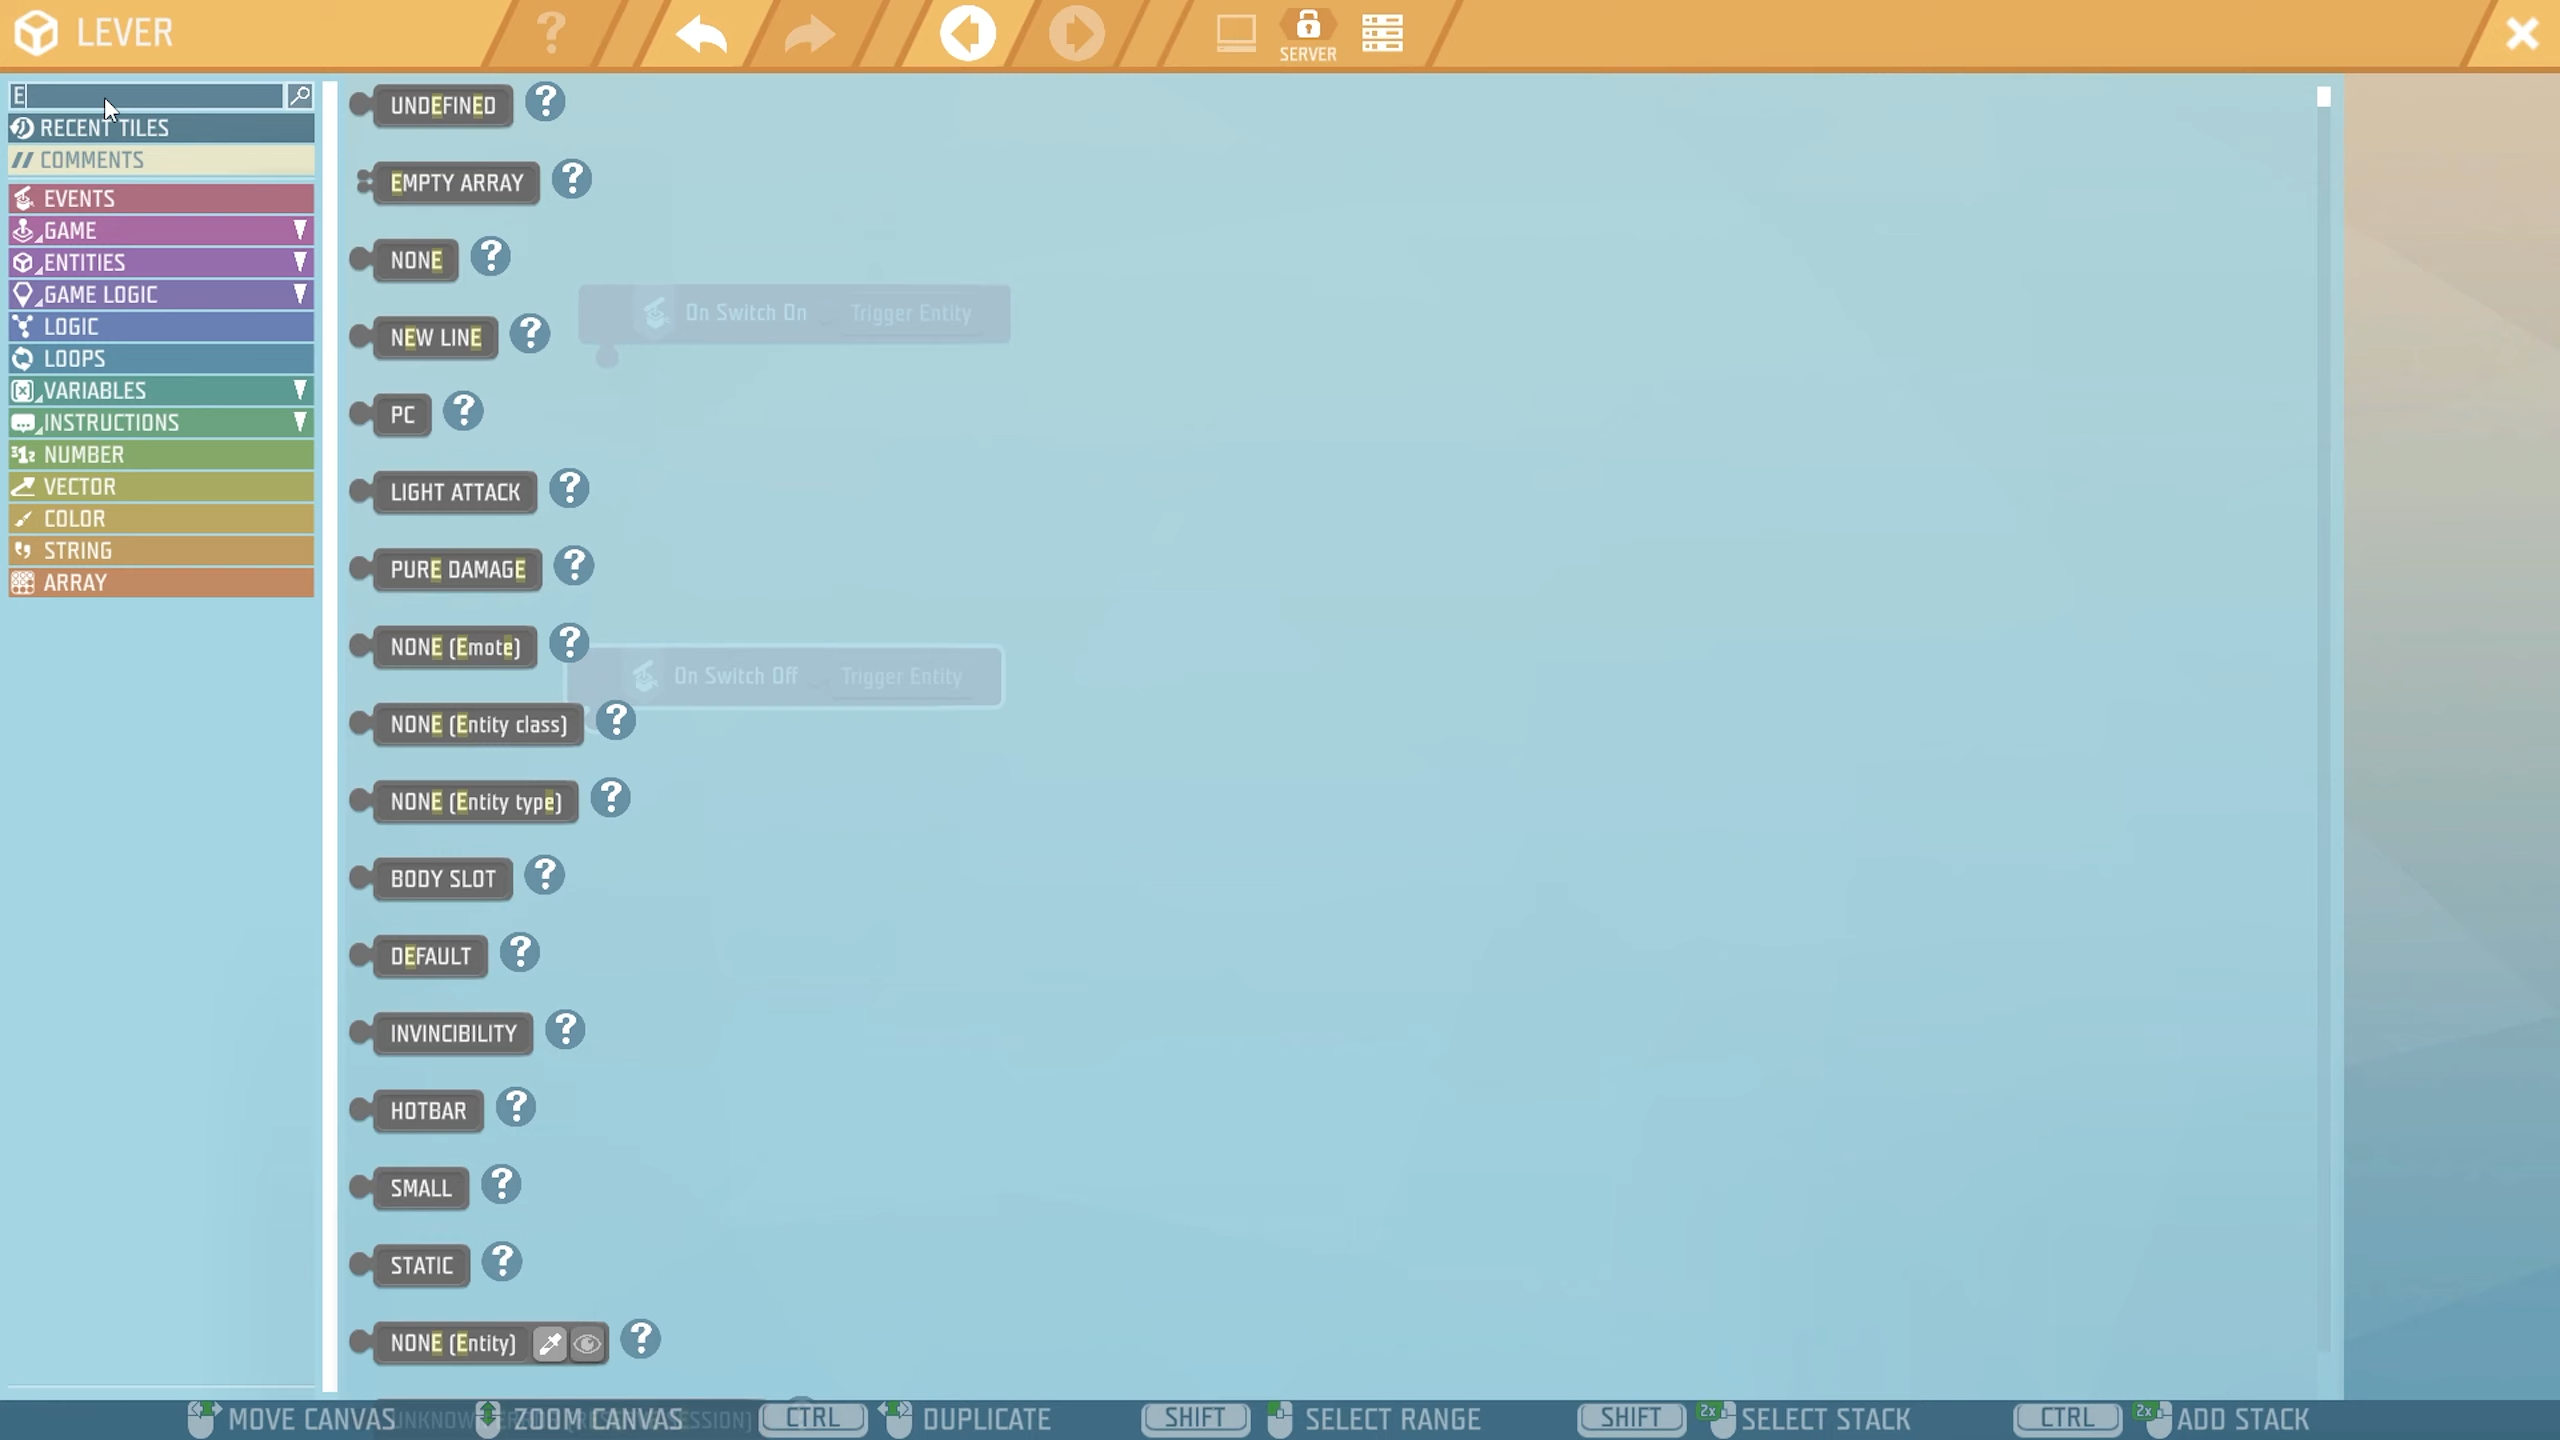 LEVER
SERVER
E
RECENT TILES
// COMMENTS
EVENTS
GAME
ENTITIES
GAME LOGIC
LOGIC
LOOPS
VARIABLES
INSTRUCTIONS
NUMBER
VECTOR
COLOR
STRING
ARRAY
UNDEFINED
EMPTY ARRAY
NONE
NEW LINE
On Switch On Trigger Entity
PC
LIGHT ATTACK
PURE DAMAGE
NONE (Emote)
On Switch Off Trigger Entity
NONE (Entity class)
NONE (Entity type)
BODY SLOT
DEFAULT
INVINCIBILITY
HOTBAR
SMALL
STATIC
NONE (Entity)
MOVE CANVAS ZOOM CANVAS CTRL DUPLICATE SHIFT SELECT RANGE SHIFT 2x SELECT STACK CTRL 2x ADD STACK